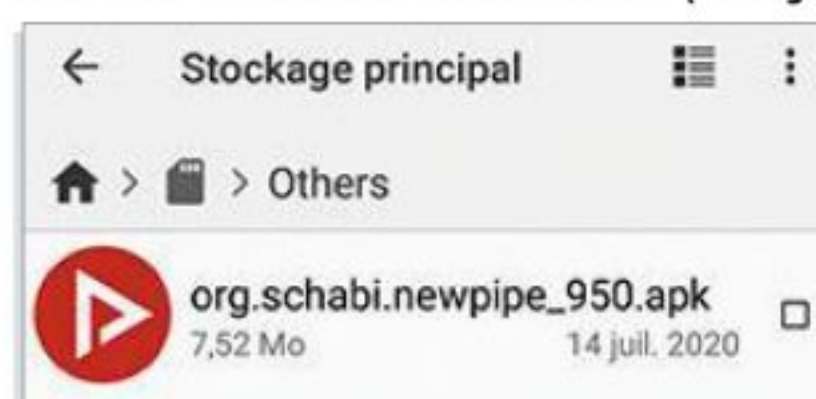 Stockage principal
> > Others
org.schabi.newpipe_950.apk
7,52 Mo 14 juil. 2020